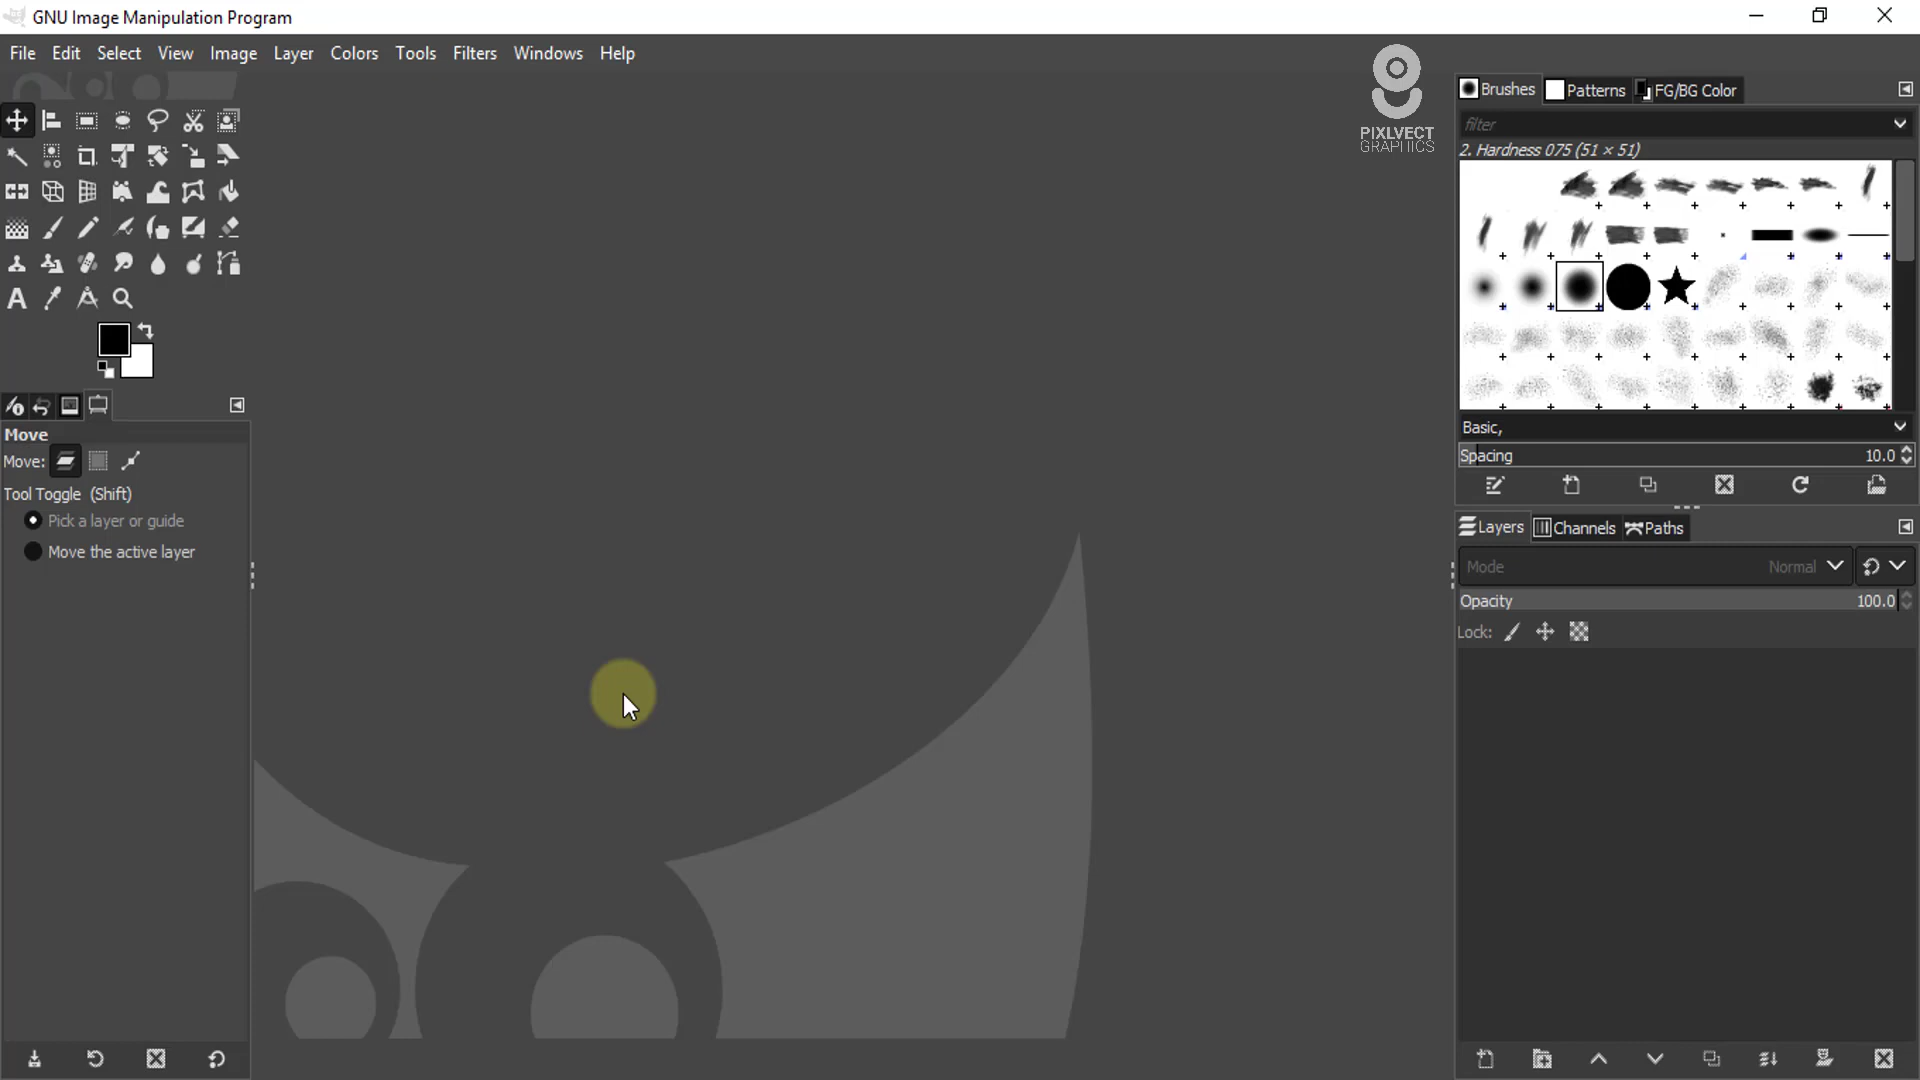 GNU Image Manipulation Program
File Edit Select View Image Layer Colors Tools Filters Windows Help
PIXLVECT
GRAPHICS
Brushes Patterns FG/BG Color
filter
2. Hardness 075 (51 × 51)
Basic,
Spacing 10.0
Move
Move:
Tool Toggle (Shift)
Pick a layer or guide
Move the active layer
Layers Channels Paths
Mode Normal
Opacity 100.0
Lock: